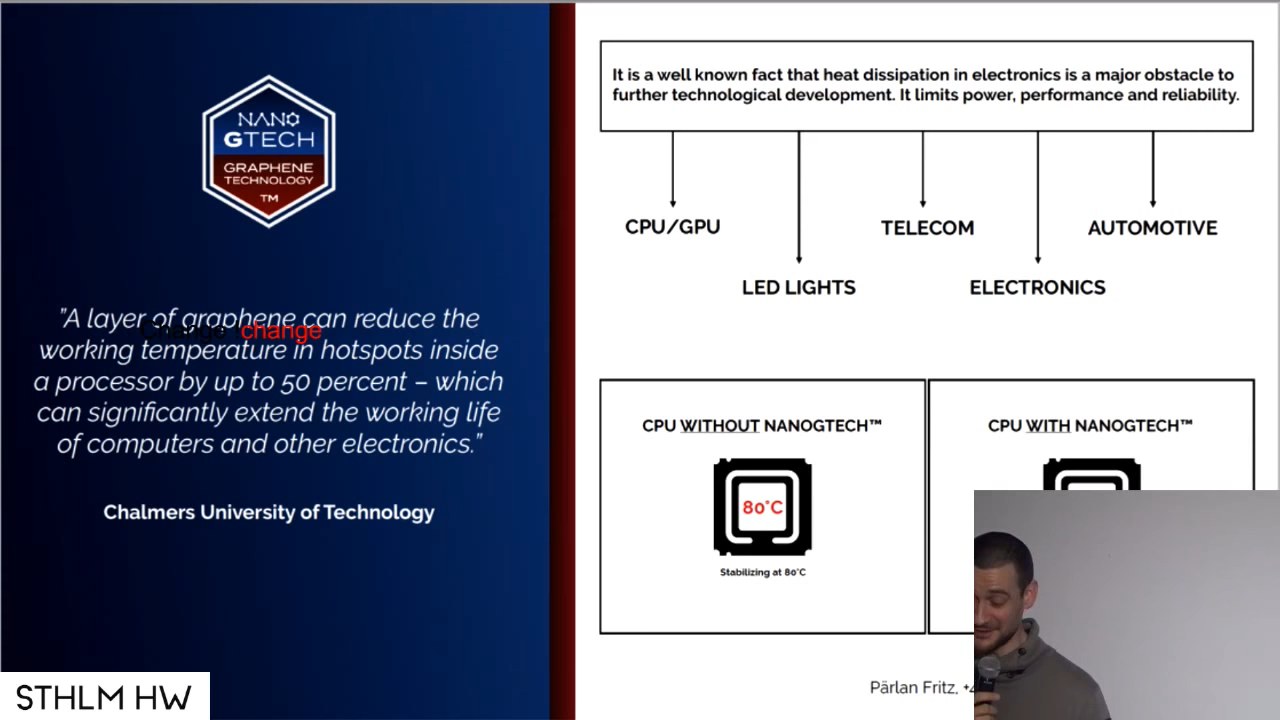 NANO
GTECH
GRAPHENE
TECHNOLOGY
TM
"A layer of graphene can reduce the
Change change
working temperature in hotspots inside
a processor by up to 50 percent – which
can significantly extend the working life
of computers and other electronics."
Chalmers University of Technology
STHLM HW
It is a well known fact that heat dissipation in electronics is a major obstacle to
further technological development. It limits power, performance and reliability.
CPU/GPU
TELECOM
AUTOMOTIVE
LED LIGHTS
ELECTRONICS
CPU WITHOUT NANOGTECH™
80°C
Stabilizing at 80°C
CPU WITH NANOGTECH™
Pärlan Fritz,